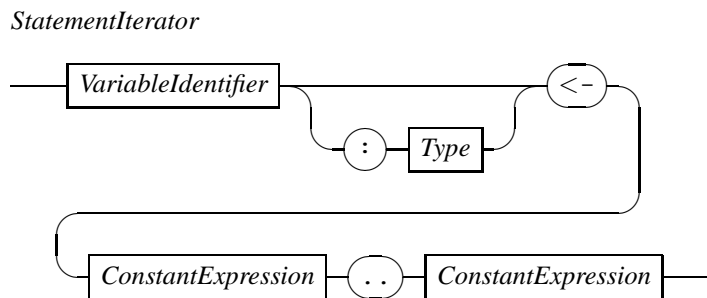 StatementIterator
VariableIdentifier <-
: Type
ConstantExpression .. ConstantExpression